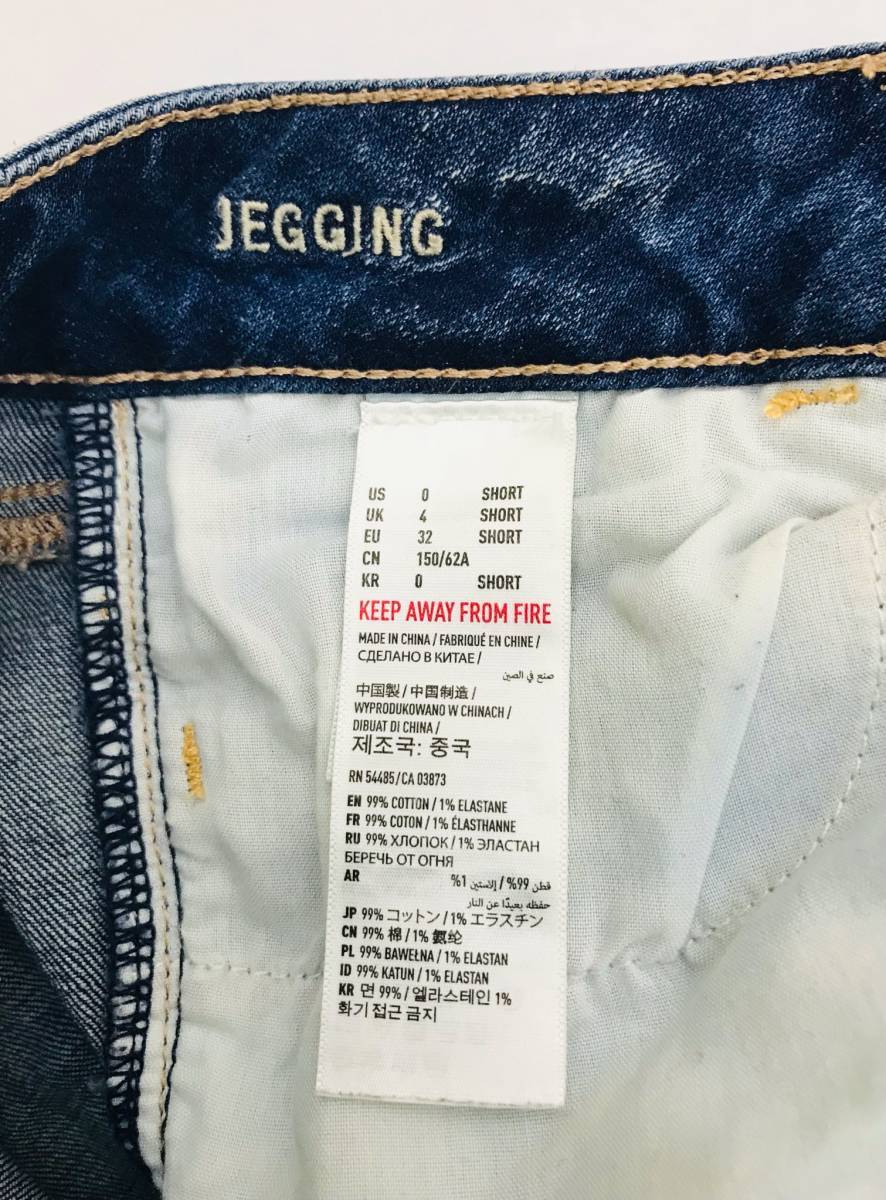 JEGGING
US 0 SHORT
UK 4 SHORT
EU 32 SHORT
CN 150/62A
KR 0 SHORT
KEEP AWAY FROM FIRE
MADE IN CHINA / FABRIQUÉ EN CHINE /
СДЕЛАНО В КИТАЕ /
صنع في الصين
中国製 / 中国制造 /
WYPRODUKOWANO W CHINACH /
DIBUAT DI CHINA /
제조국: 중국
RN 54485 / CA 03873
EN 99% COTTON / 1% ELASTANE
FR 99% COTON / 1% ÉLASTHANNE
RU 99% ХЛОПОК / 1% ЭЛАСТАН
БЕРЕЧЬ ОТ ОГНЯ
AR قطن 99% / إلاستين 1%
حفظه بعيدًا عن النار
JP 99% コットン / 1% エラスチン
CN 99% 棉 / 1% 氨纶
PL 99% BAWEŁNA / 1% ELASTAN
ID 99% KATUN / 1% ELASTAN
KR 면 99% / 엘라스테인 1%
화기 접근 금지